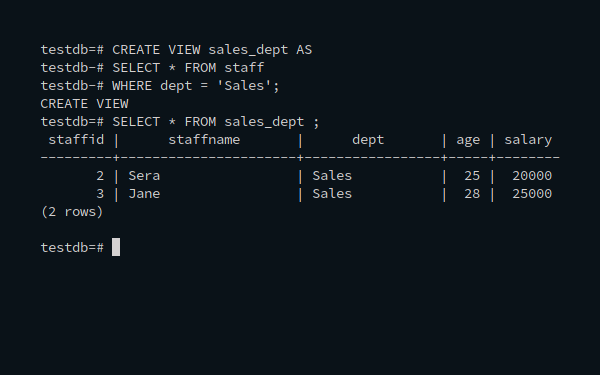 testdb=# CREATE VIEW sales_dept AS
testdb-# SELECT * FROM staff
testdb-# WHERE dept = 'Sales';
CREATE VIEW
testdb=# SELECT * FROM sales_dept ;
 staffid |      staffname       |      dept       | age | salary
---------+----------------------+-----------------+-----+--------
       2 | Sera                 | Sales           |  25 |  20000
       3 | Jane                 | Sales           |  28 |  25000
(2 rows)
testdb=#